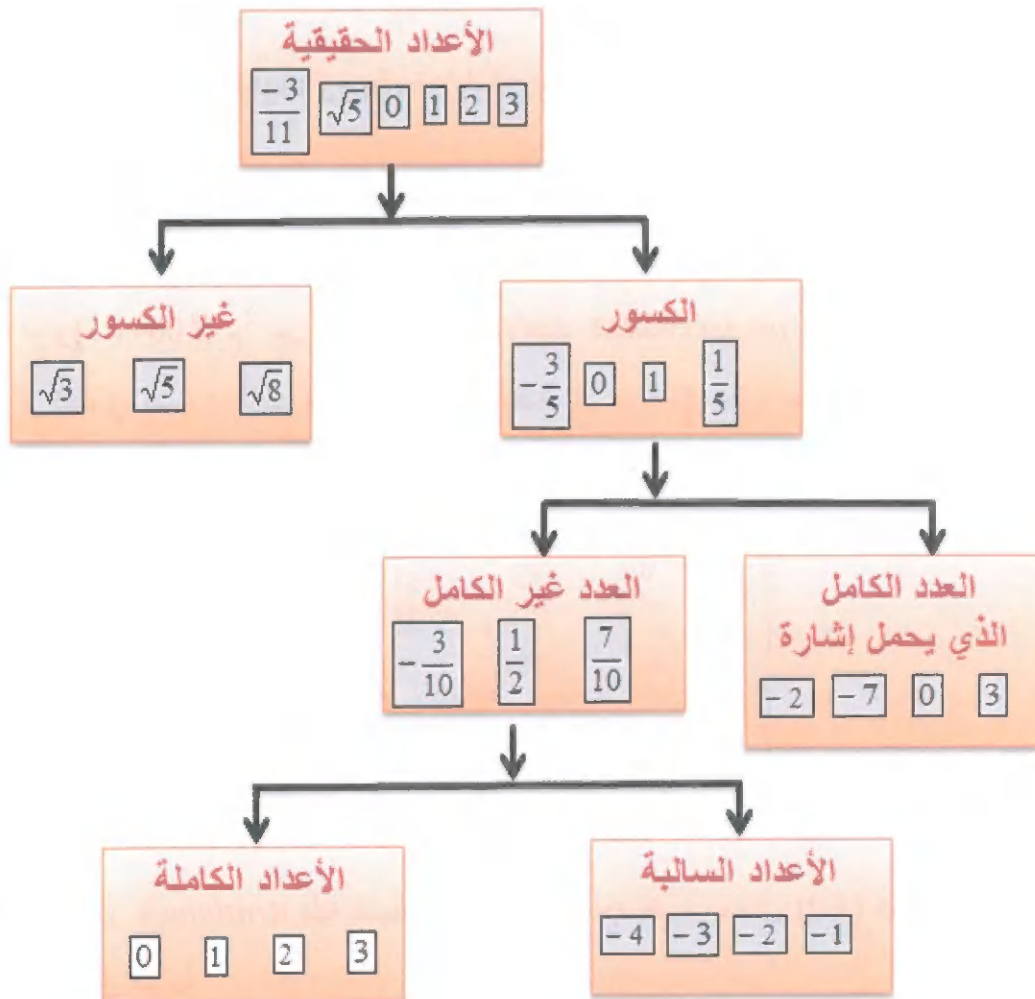 الأعداد الحقيقية
-3/11 √5 0 1 2 3
غير الكسور
√3 √5 √8
الكسور
-3/5 0 1 1/5
العدد غير الكامل
-3/10 1/2 7/10
العدد الكامل
الذي يحمل إشارة
-2 -7 0 3
الأعداد الكاملة
0 1 2 3
الأعداد السالبة
-4 -3 -2 -1